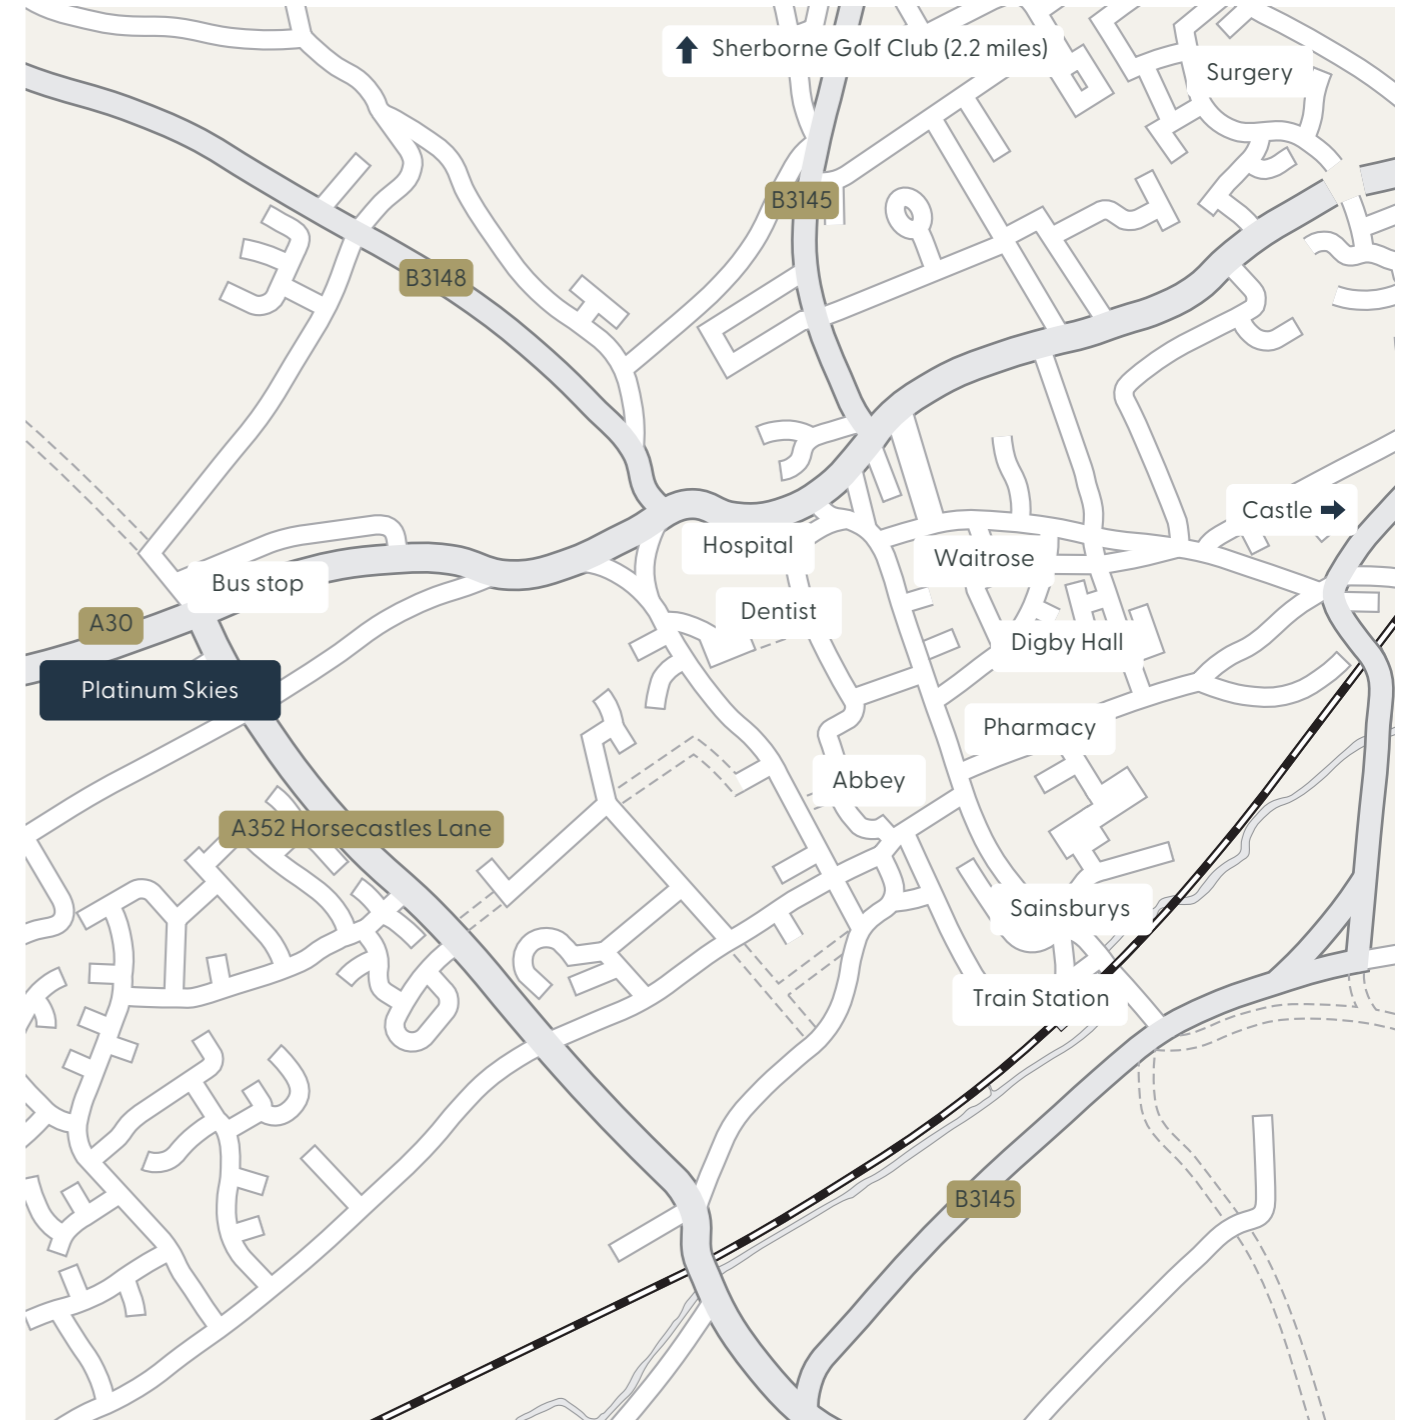 Sherborne Golf Club (2.2 miles)
Surgery
B3145
B3148
Castle
Hospital
Waitrose
Bus stop
Dentist
A30
Digby Hall
Platinum Skies
Pharmacy
Abbey
A352 Horsecastles Lane
Sainsburys
Train Station
B3145